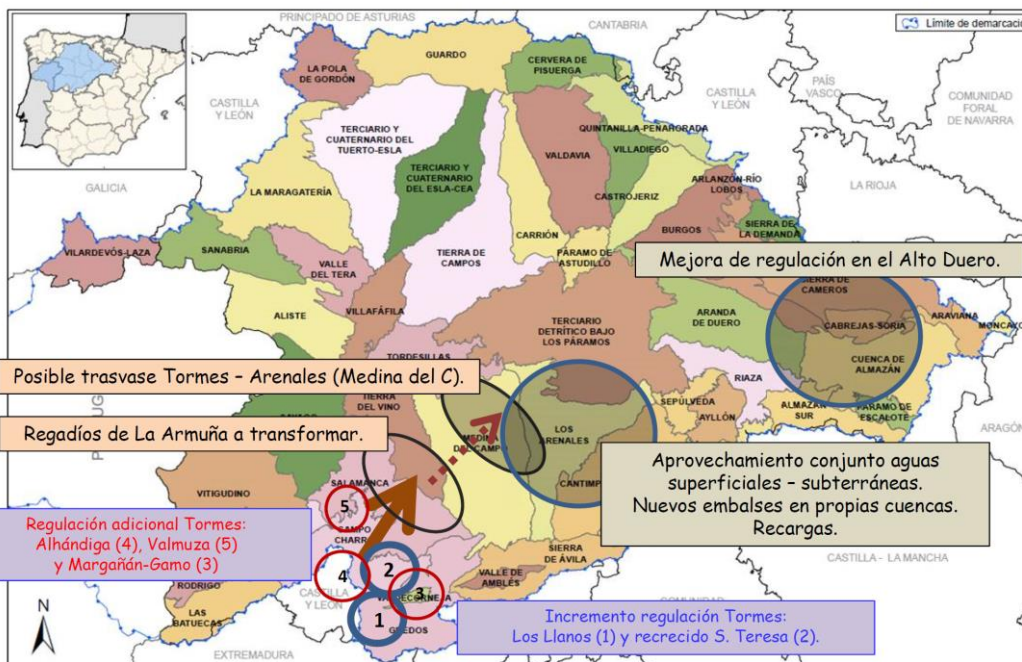 PRINCIPADO DE ASTURIAS
CANTABRIA
Límite de demarcació
GUARDO
CERVERA DE
PISUERGA
LA POLA
DE GORDÓN
PAÍS
VASCO
CASTILLA
Y LEÓN
CASTILLA
Y LEÓN
COMUNIDAD
FORAL
DE NAVARRA
TERCIARIO Y
CUATERNARIO DEL
TUERTO-ESLA
QUINTANILLA-PEÑAHORADA
VALDAVIA
VILLADIEGO
TERCIARIO Y
CUATERNARIO
DEL ESLA-CEA
ARLANZÓN-RÍO
LOBOS
GALICIA
LA MARAGATERÍA
CASTROJERIZ
LA RIOJA
CARRIÓN
BURGOS
SIERRA DE
LA DEMANDA
VILARDEVÓS-LAZA
SANABRIA
VALLE
DEL TERA
TIERRA DE
CAMPOS
PÁRAMO DE
ASTUDILLO
Mejora de regulación en el Alto Duero.
SIERRA DE
CAMEROS
ALISTE
VILLAFÁFILA
TERCIARIO
DETRÍTICO BAJO
LOS PÁRAMOS
ARANDA
DE DUERO
CABREJAS-SORIA
ARAVIANA
MONCAYO
TORDESILLAS
CUENCA DE
ALMAZÁN
RIAZA
Posible trasvase Tormes – Arenales (Medina del C).
TIERRA
DEL VINO
SEPÚLVEDA
AYLLÓN
ALMAZÁN
SUR
PÁRAMO DE
ESCALOTE
Regadíos de La Armuña a transformar.
MEDINA
DEL CAMPO
LOS
ARENALES
ARAGÓN
VITIGUDINO
SALAMANCA
CANTIMP
Aprovechamiento conjunto aguas
superficiales – subterráneas.
Nuevos embalses en propias cuencas.
Recargas.
5
CAMPO
CHARR
Regulación adicional Tormes:
Alhándiga (4), Valmuza (5)
y Margañán-Gamo (3)
SIERRA
DE ÁVILA
CASTILLA - LA MANCHA
4
2
VALLE DE
AMBLÉS
RODRIGO
CASTILLA
Y LEÓN
3
N
LAS
BATUECAS
1
GREDOS
Incremento regulación Tormes:
Los Llanos (1) y recrecido S. Teresa (2).
EXTREMADURA